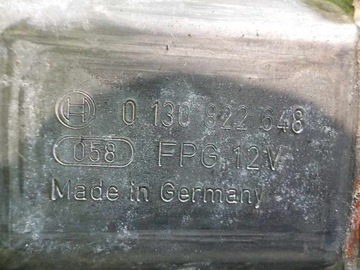 H 0 130 822 648
058 FPG 12V
Made in Germany